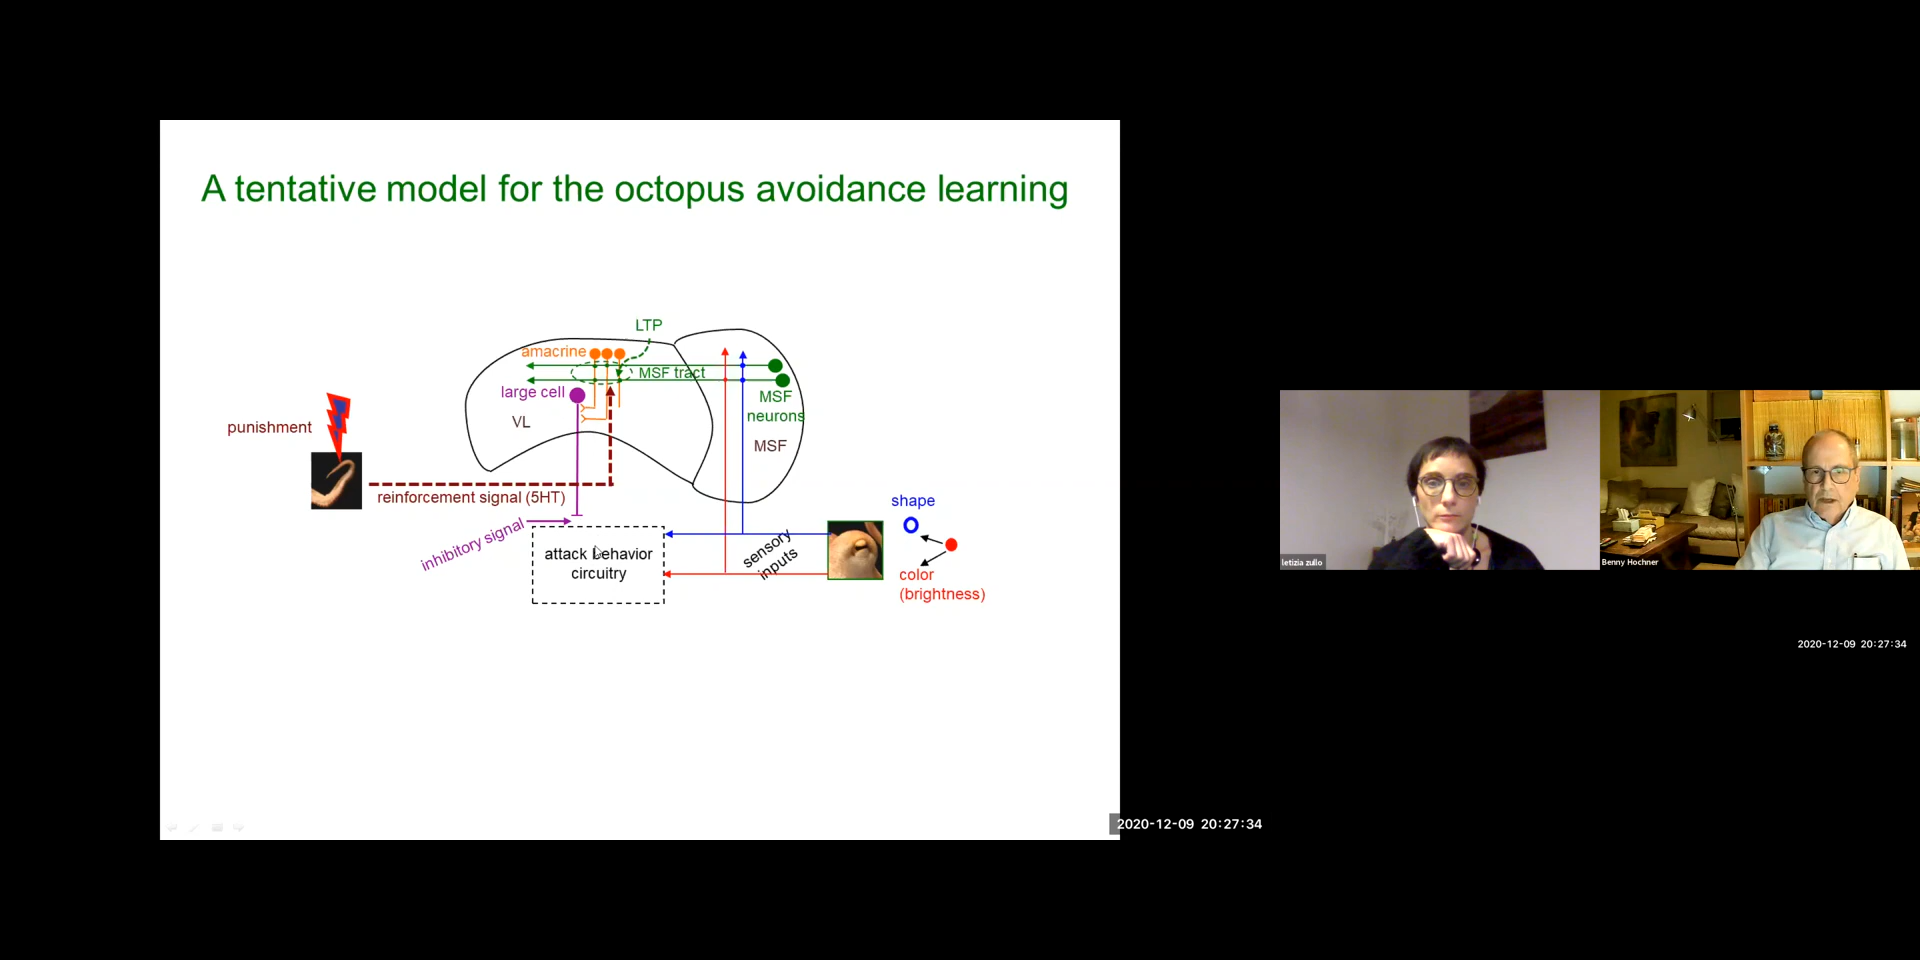 A tentative model for the octopus avoidance learning
LTP
amacrine
MSF tract
large cell
MSF
neurons
VL
MSF
punishment
reinforcement signal (5HT)
shape
inhibitory signal
attack behavior
circuitry
sensory
inputs
color
(brightness)
letizia zullo
Benny Hochner
2020-12-09 20:27:34
2020-12-09 20:27:34